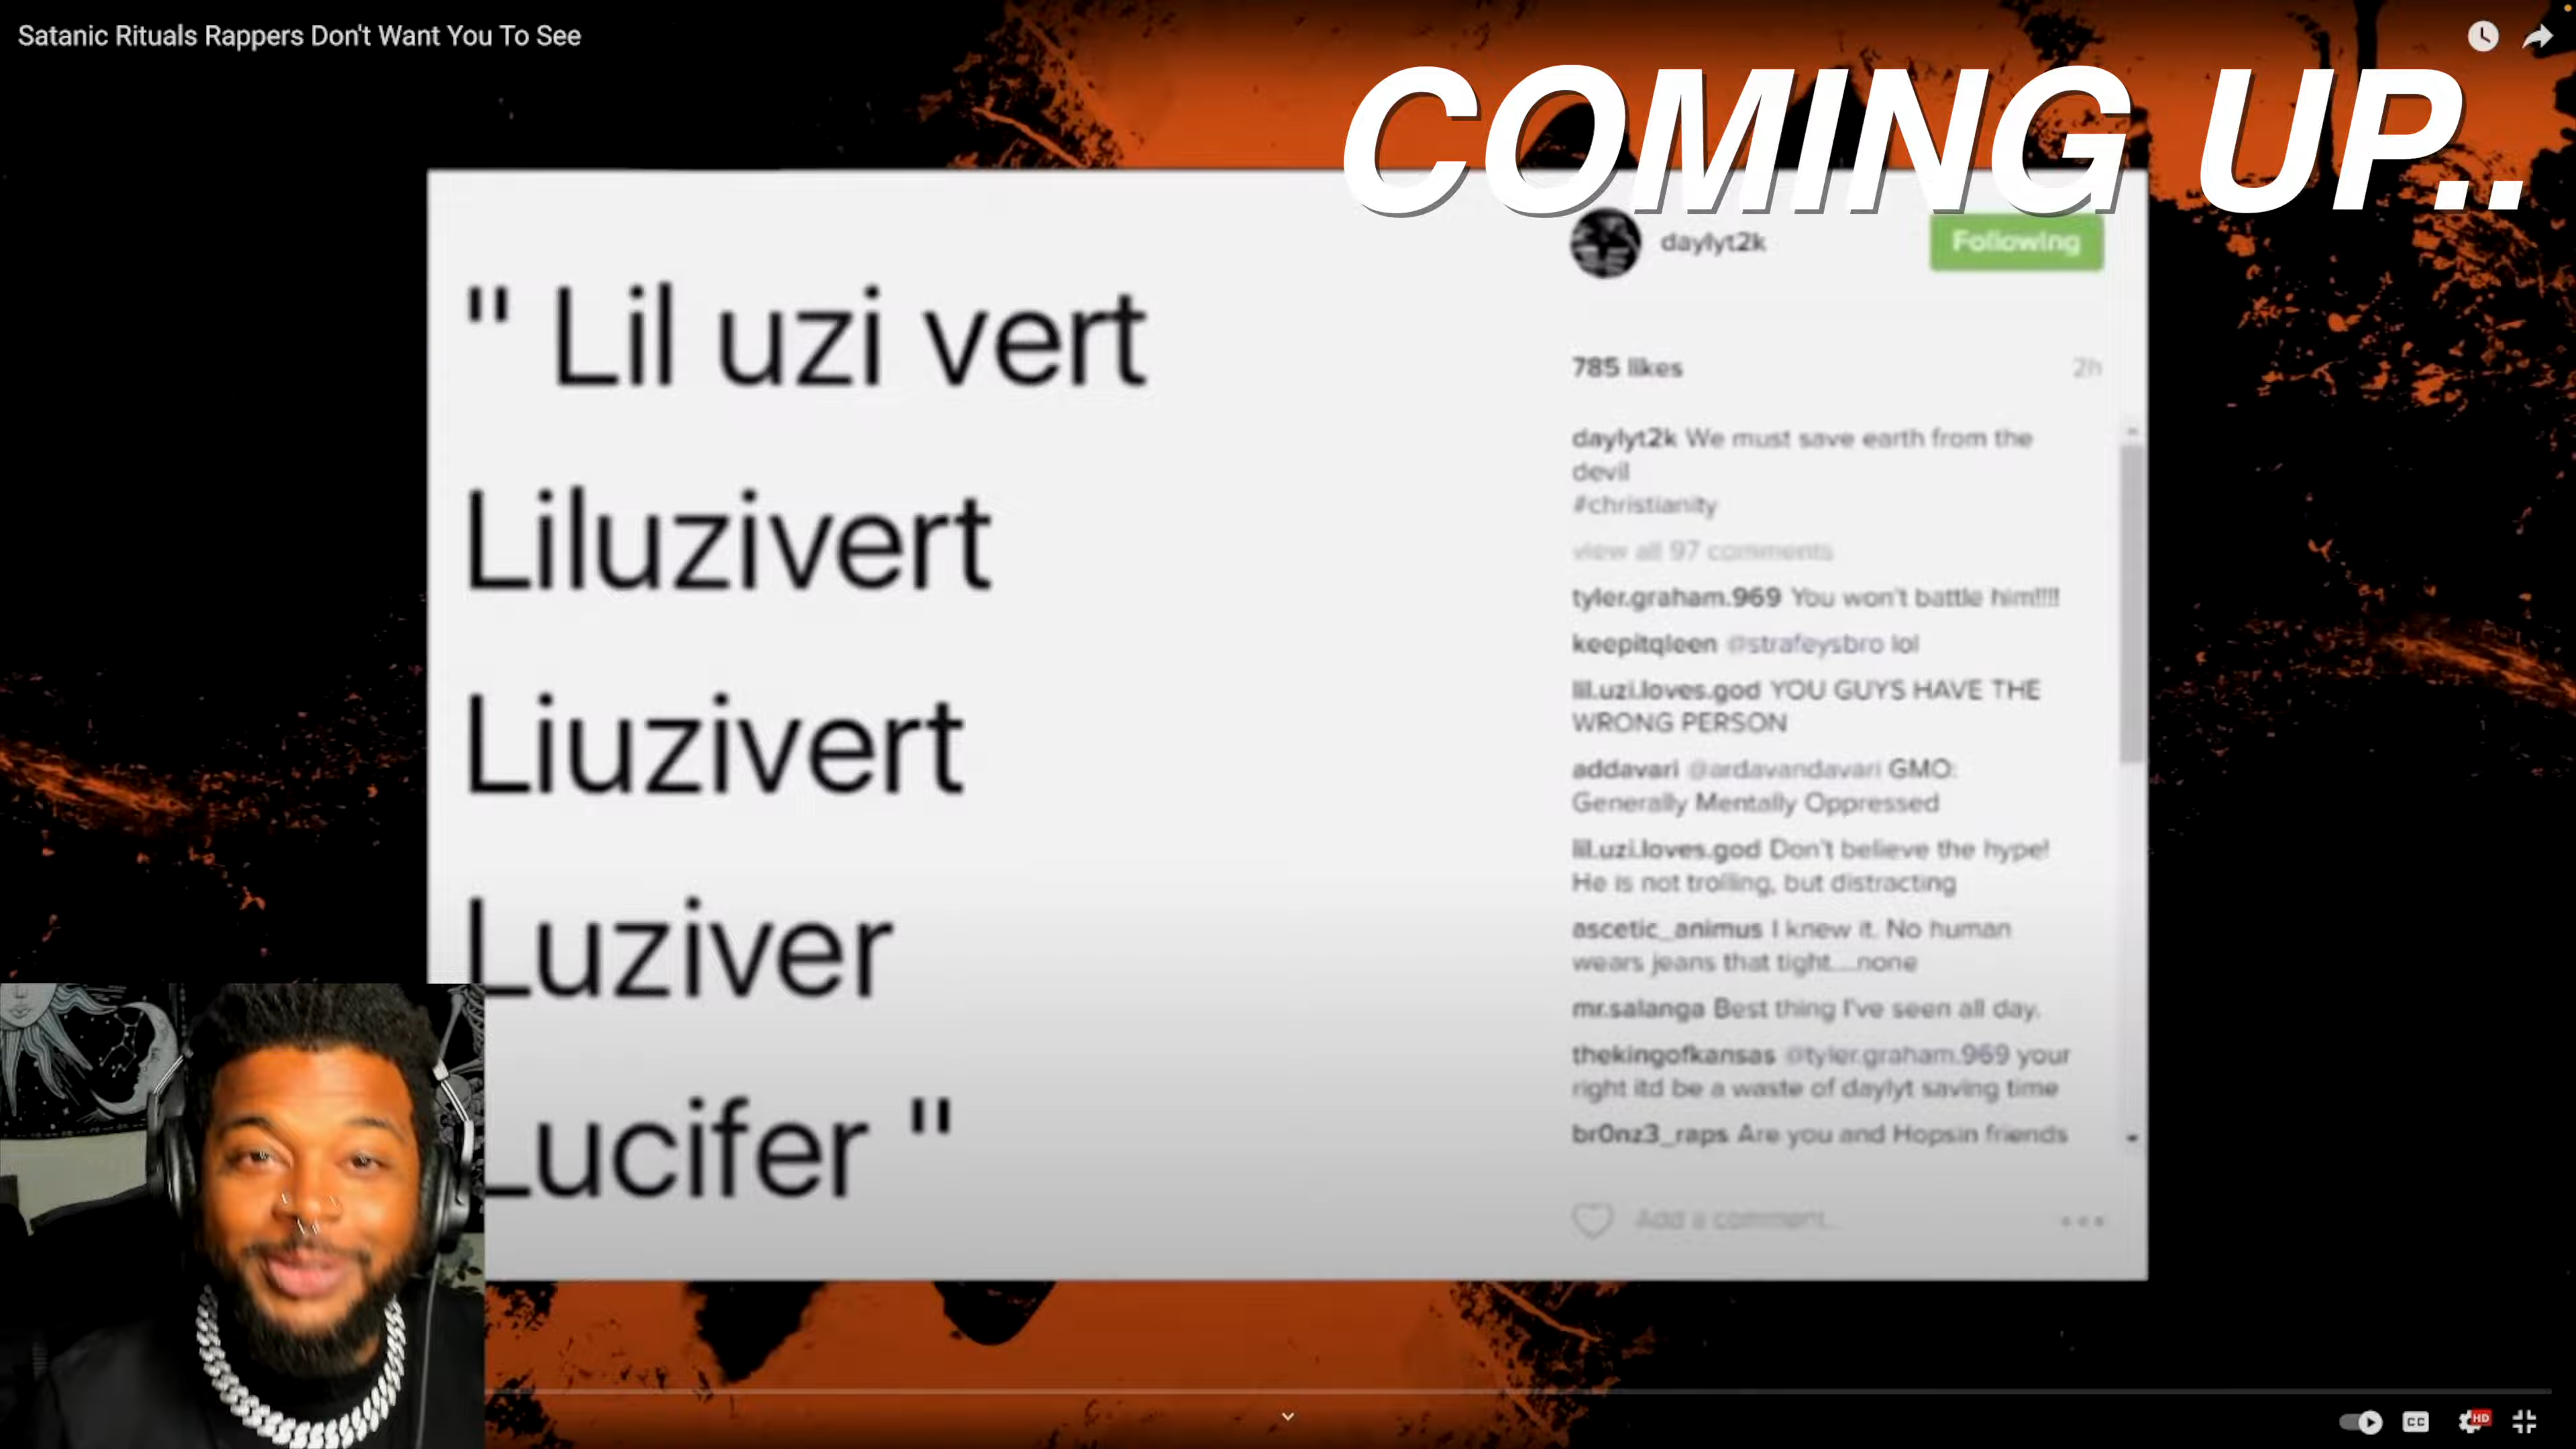 Satanic Rituals Rappers Don't Want You To See
COMING UP..
" Lil uzi vert
Liluzivert
Liuzivert
Luziver
Lucifer "
daylyt2k
Following
785 likes
2h
daylyt2k We must save earth from the
devil
#christianity
view all 97 comments
tyler.graham.969 You won't battle him!!!!
keepitqleen @strafeysbro lol
lil.uzi.loves.god YOU GUYS HAVE THE
WRONG PERSON
addavari @ardavandavari GMO:
Generally Mentally Oppressed
lil.uzi.loves.god Don't believe the hype!
He is not trolling, but distracting
ascetic_animus I knew it. No human
wears jeans that tight....none
mr.salanga Best thing I've seen all day.
thekingofkansas @tyler.graham.969 your
right itd be a waste of daylyt saving time
br0nz3_raps Are you and Hopsin friends
Add a comment...
CC
HD